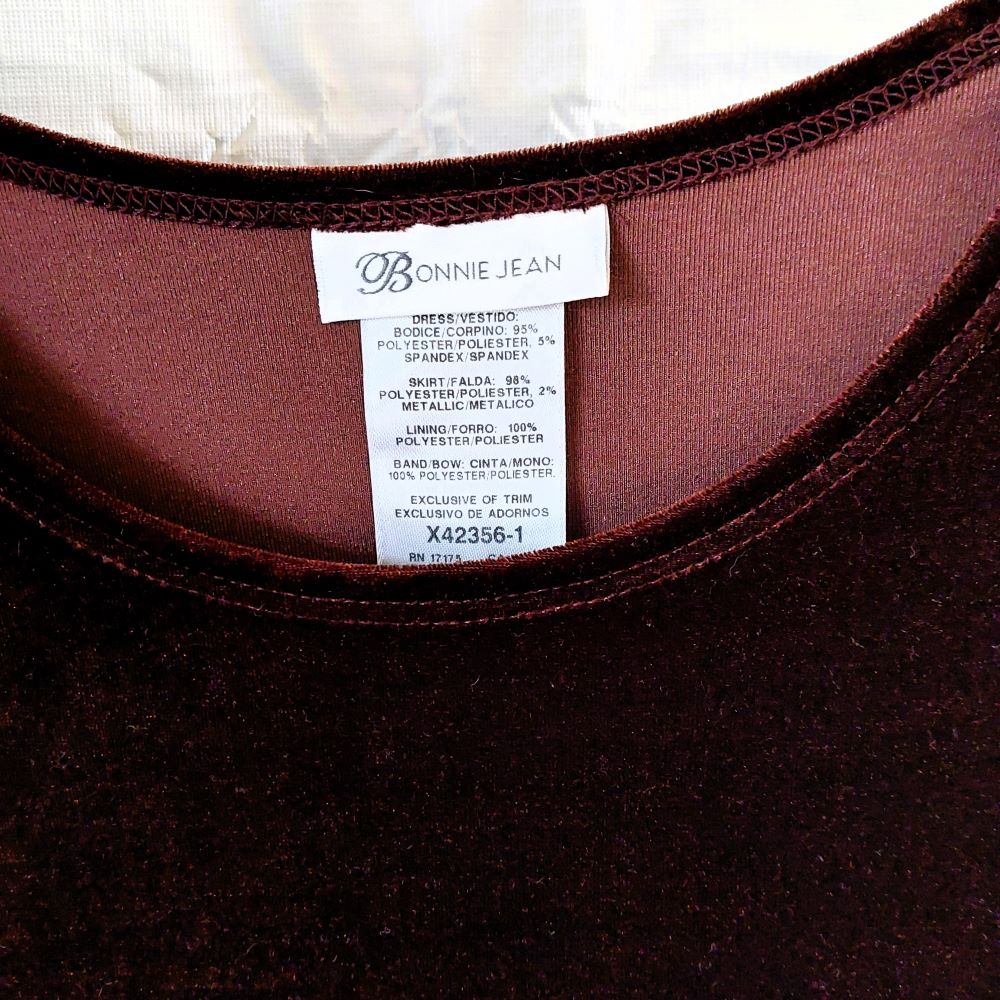 BONNIE JEAN
DRESS/VESTIDO:
BODICE/CORPINO: 95%
POLYESTER/POLIESTER, 5%
SPANDEX/SPANDEX
SKIRT/FALDA: 98%
POLYESTER/POLIESTER, 2%
METALLIC/METALICO
LINING/FORRO: 100%
POLYESTER/POLIESTER
BAND/BOW: CINTA/MONO:
100% POLYESTER/POLIESTER.
EXCLUSIVE OF TRIM
EXCLUSIVO DE ADORNOS
X42356-1
RN 17175